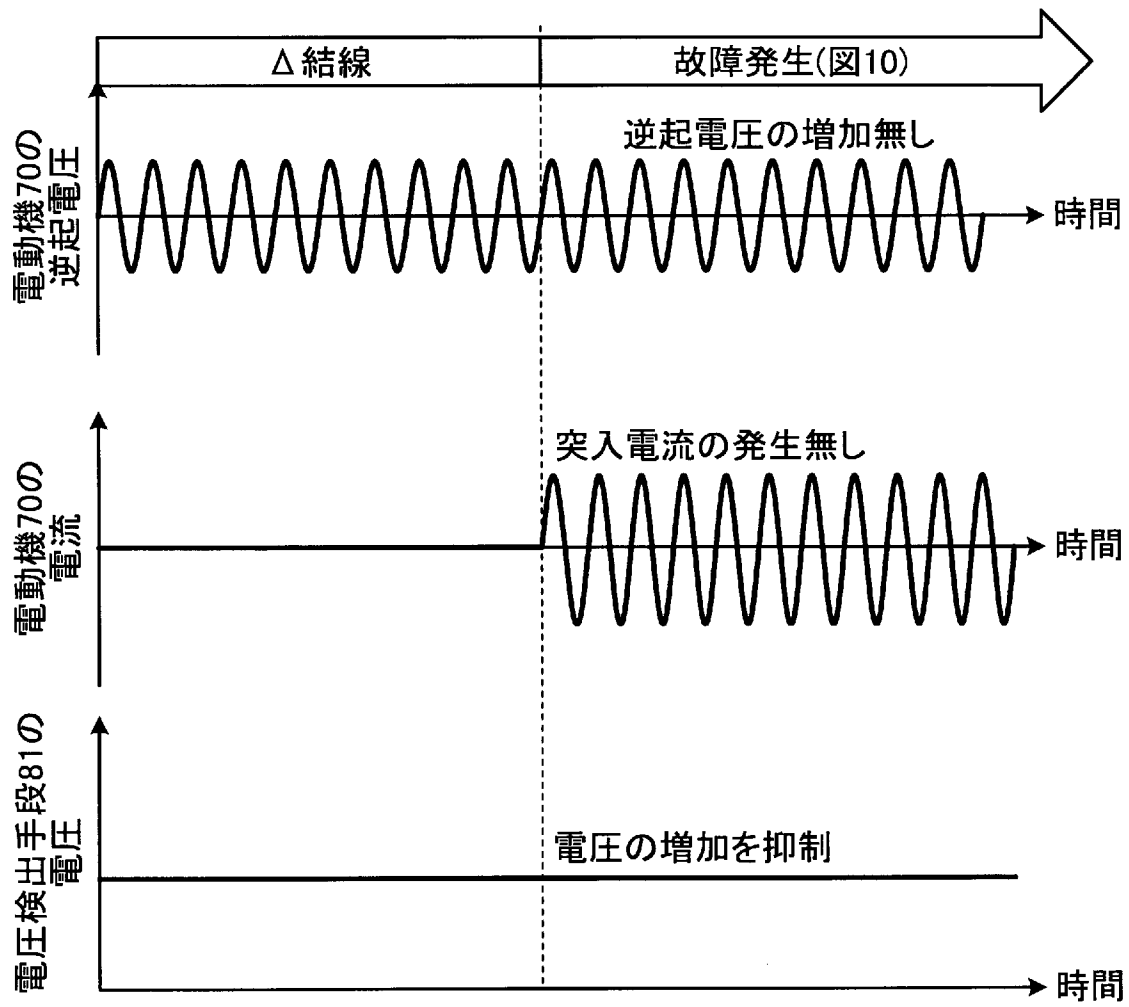 Δ結線
故障発生(図10)
電動機70の
逆起電圧
逆起電圧の増加無し
時間
電動機70の
電流
突入電流の発生無し
時間
電圧検出手段81の
電圧
電圧の増加を抑制
時間